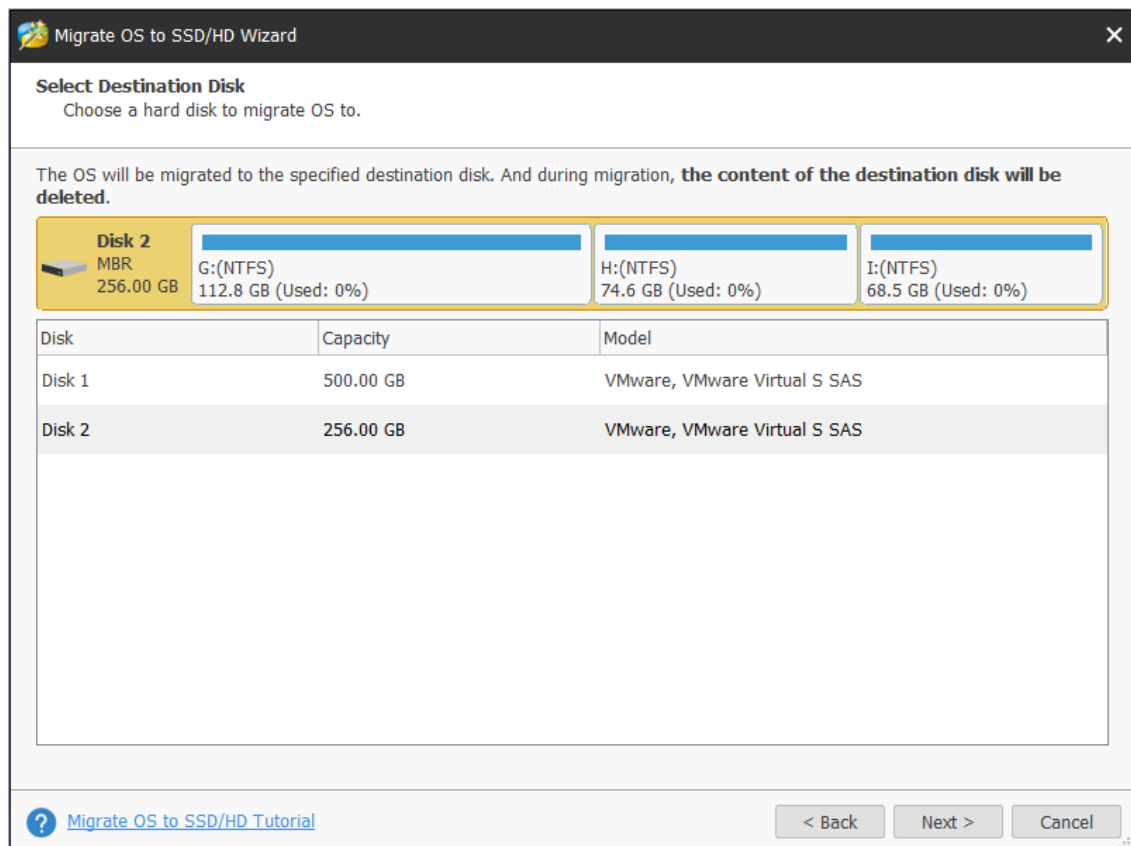 Migrate OS to SSD/HD Wizard
Select Destination Disk
Choose a hard disk to migrate OS to.
The OS will be migrated to the specified destination disk. And during migration, the content of the destination disk will be
deleted.
Disk 2
MBR
256.00 GB
G:(NTFS)
112.8 GB (Used: 0%)
H:(NTFS)
74.6 GB (Used: 0%)
I:(NTFS)
68.5 GB (Used: 0%)
Disk Capacity Model
Disk 1 500.00 GB VMware, VMware Virtual S SAS
Disk 2 256.00 GB VMware, VMware Virtual S SAS
? Migrate OS to SSD/HD Tutorial
< Back Next > Cancel